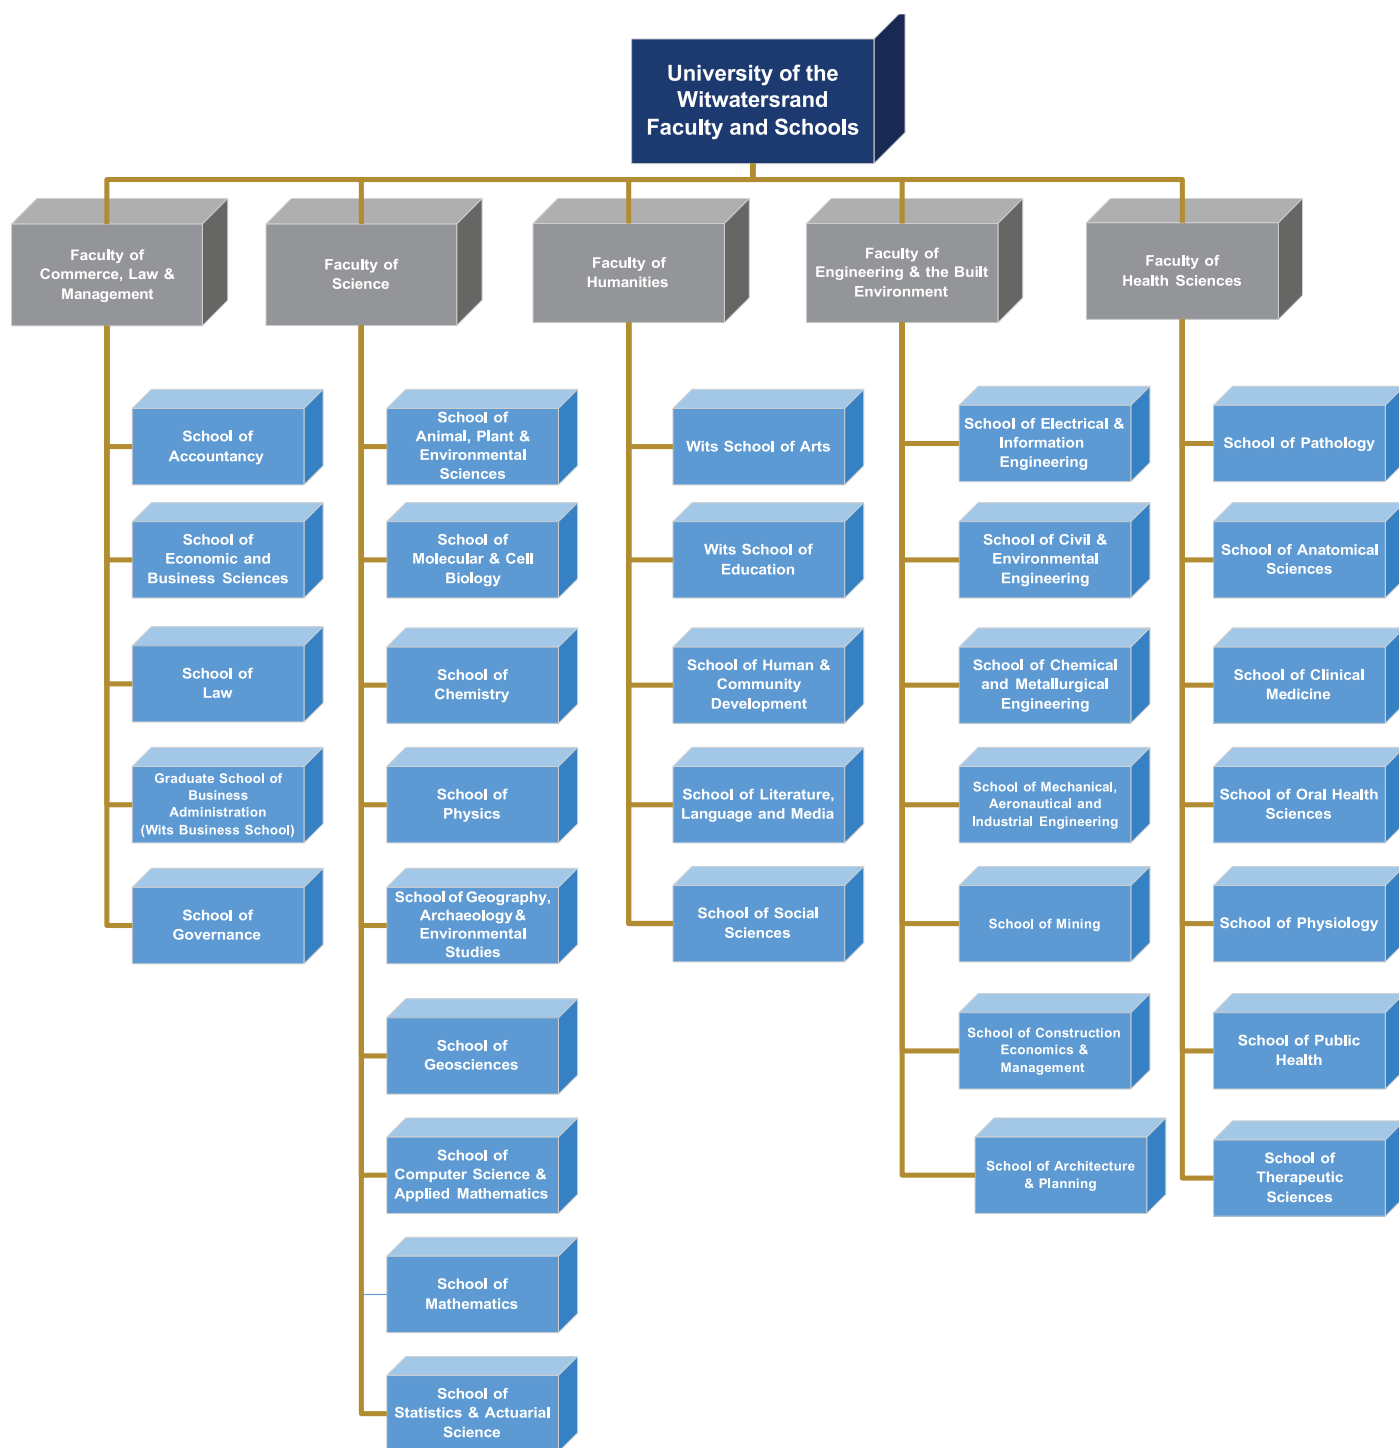 University of the
Witwatersrand
Faculty and Schools
Faculty of
Commerce, Law &
Management
Faculty of
Science
Faculty of
Humanities
Faculty of
Engineering & the Built
Environment
Faculty of
Health Sciences
School of
Accountancy
School of
Economic and
Business Sciences
School of
Law
Graduate School of
Business
Administration
(Wits Business School)
School of
Governance
School of
Animal, Plant &
Environmental
Sciences
School of
Molecular & Cell
Biology
School of
Chemistry
School of
Physics
School of Geography,
Archaeology &
Environmental
Studies
School of
Geosciences
School of
Computer Science &
Applied Mathematics
School of
Mathematics
School of
Statistics & Actuarial
Science
Wits School of Arts
Wits School of
Education
School of Human &
Community
Development
School of Literature,
Language and Media
School of Social
Sciences
School of Electrical &
Information
Engineering
School of Civil &
Environmental
Engineering
School of Chemical
and Metallurgical
Engineering
School of Mechanical,
Aeronautical and
Industrial Engineering
School of Mining
School of Construction
Economics &
Management
School of Architecture
& Planning
School of Pathology
School of Anatomical
Sciences
School of Clinical
Medicine
School of Oral Health
Sciences
School of Physiology
School of Public
Health
School of
Therapeutic
Sciences